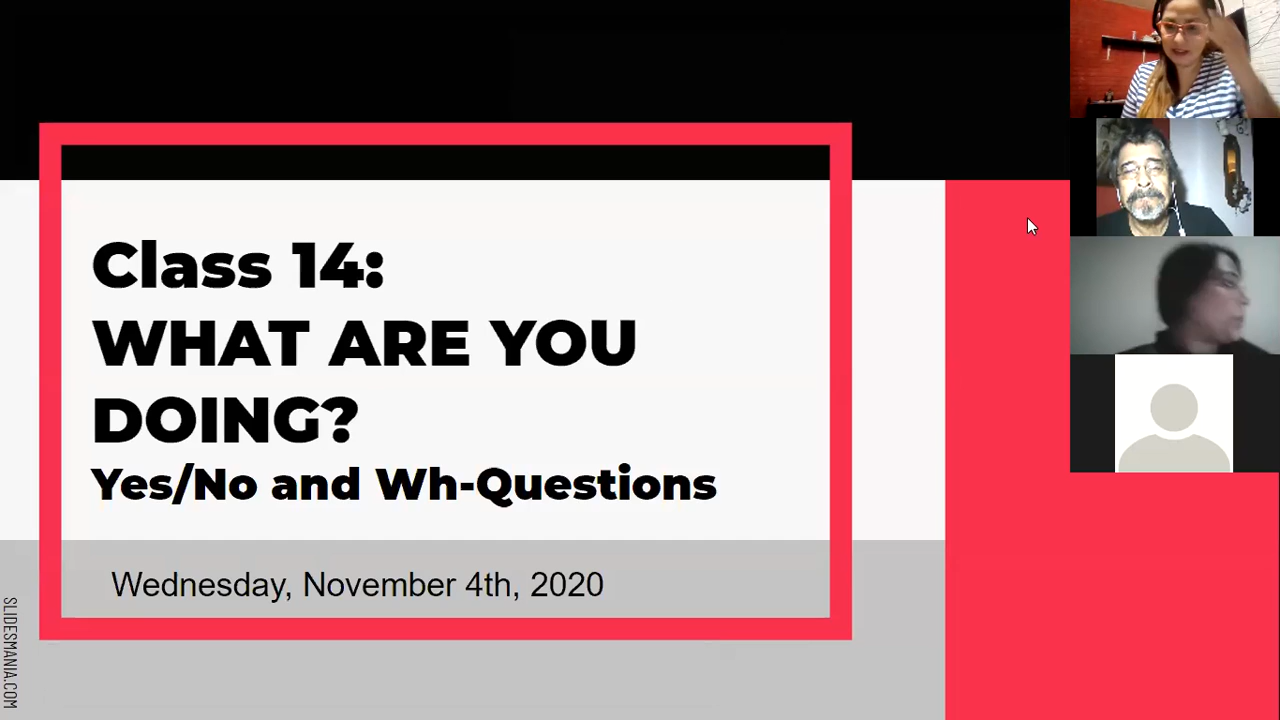 Class 14:
WHAT ARE YOU
DOING?
Yes/No and Wh-Questions
Wednesday, November 4th, 2020
SLIDESMANIA.COM